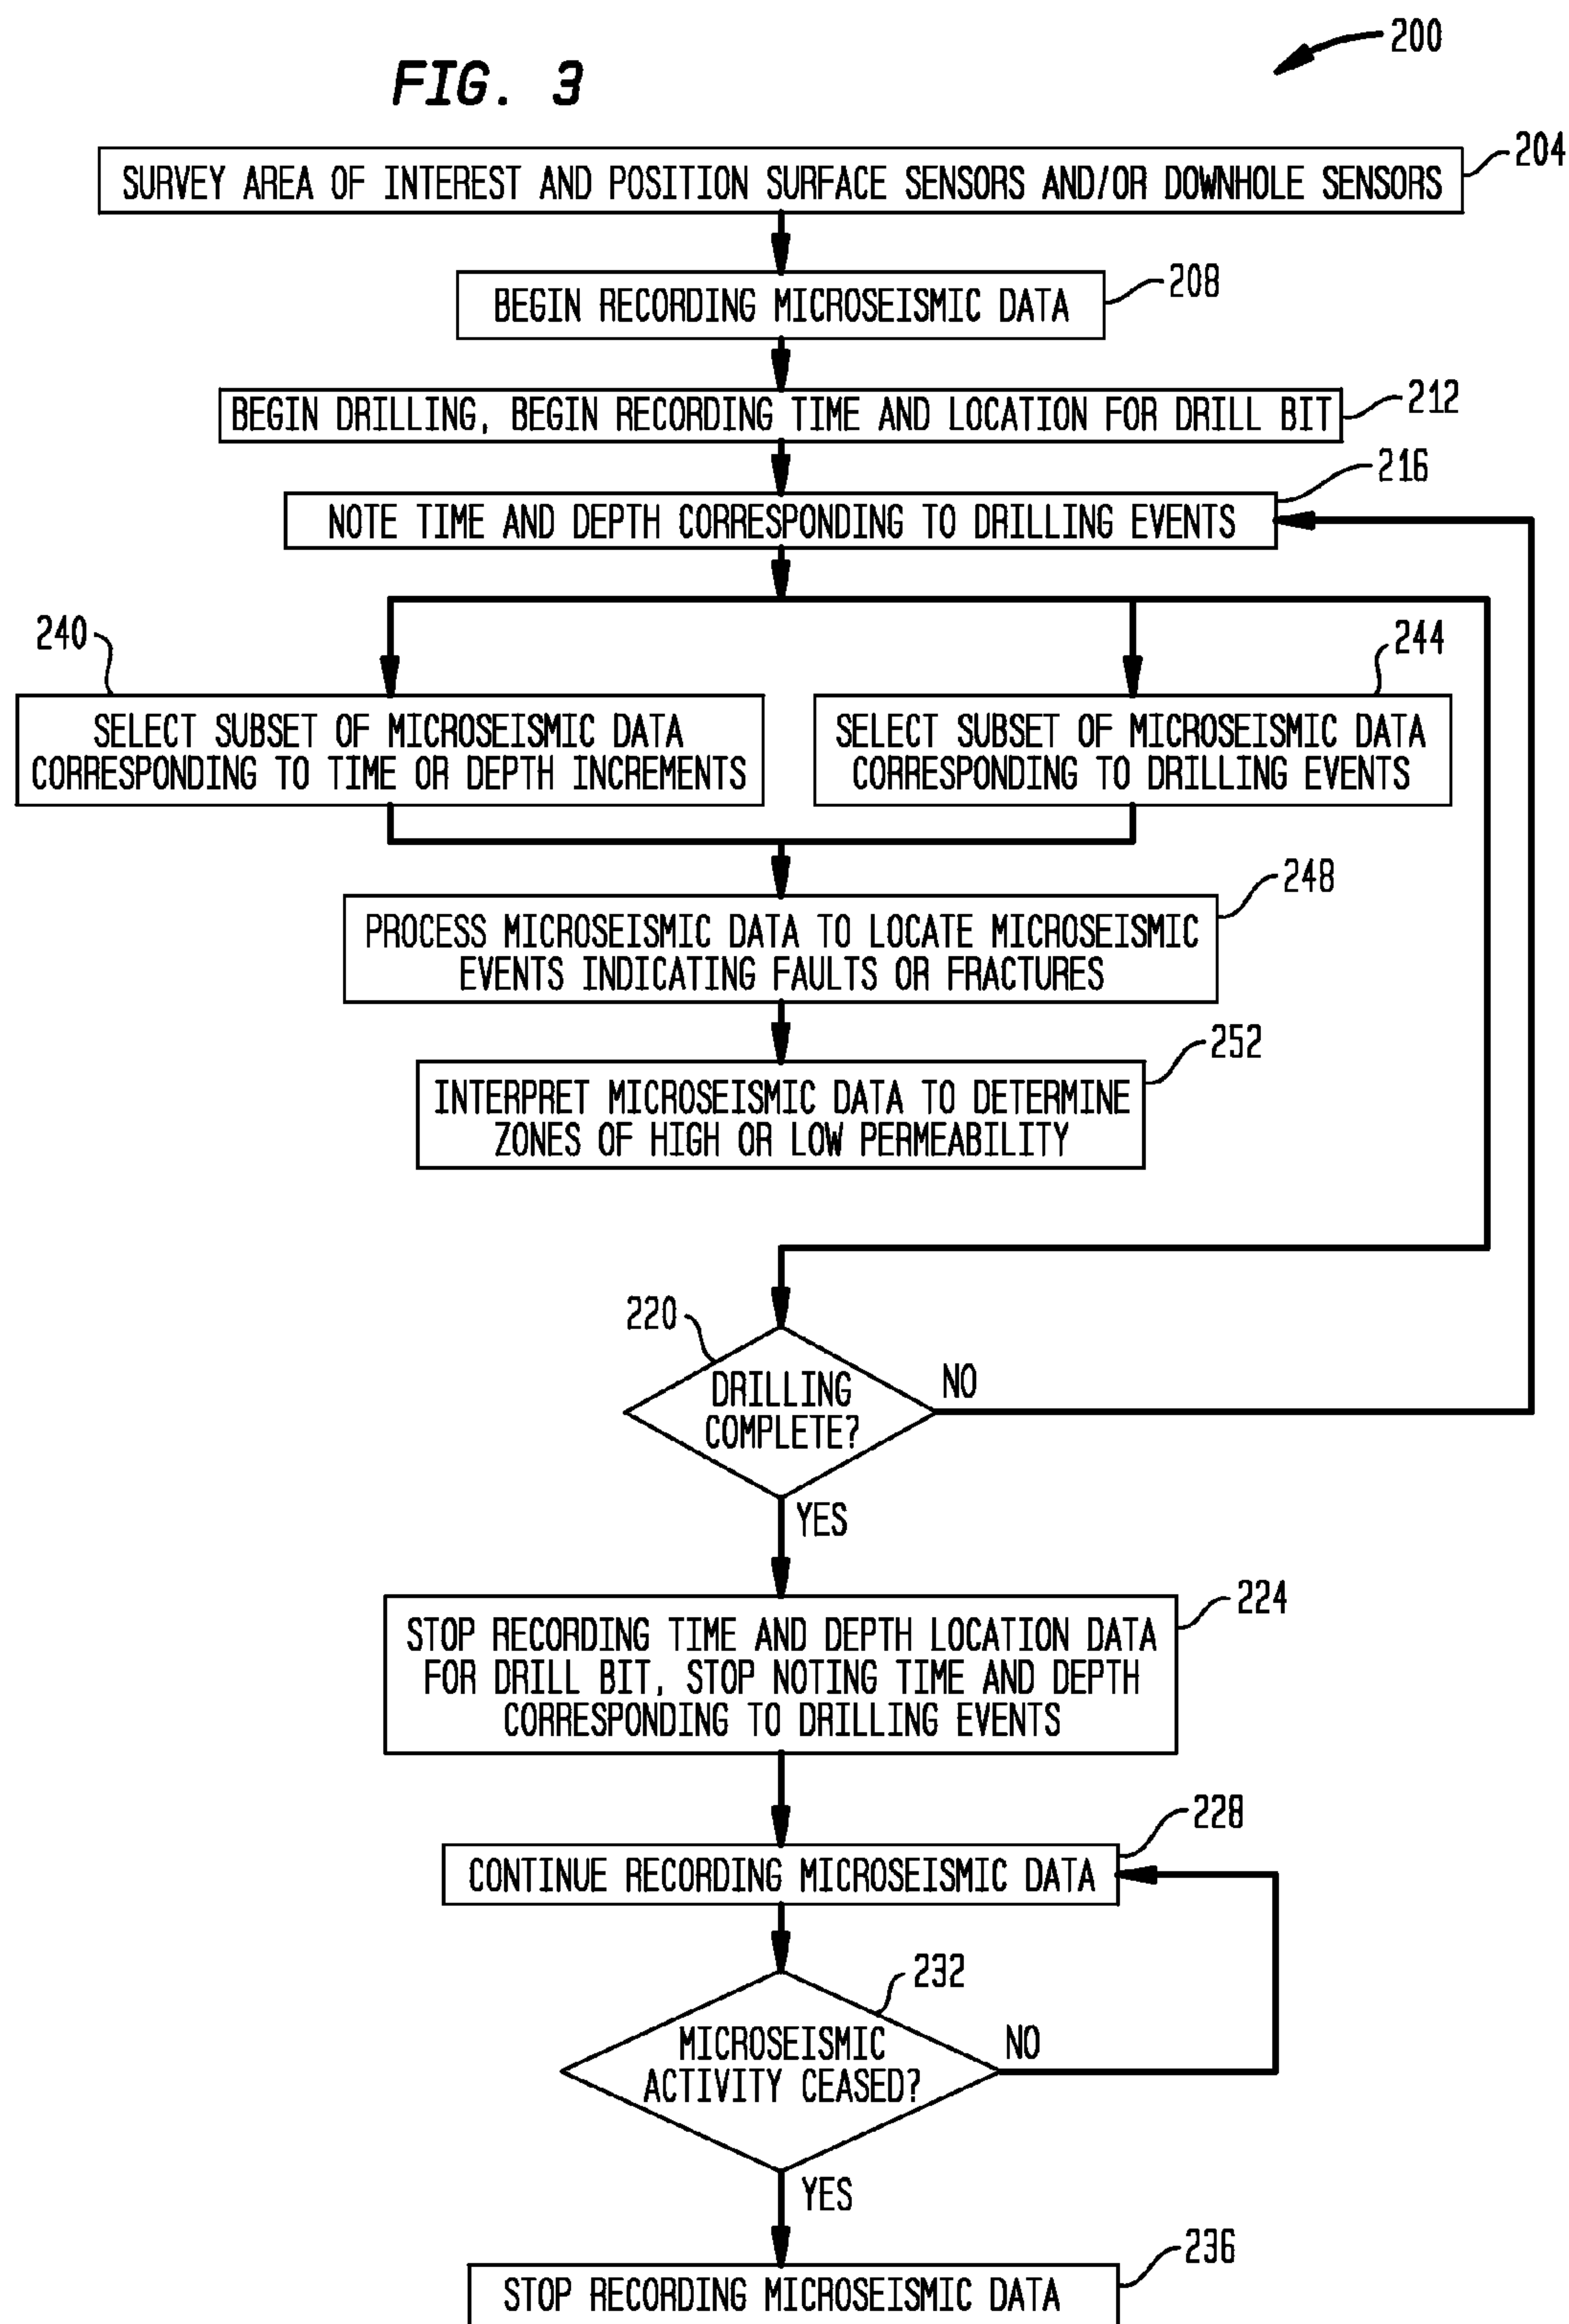 200
FIG. 3
204
SURVEY AREA OF INTEREST AND POSITION SURFACE SENSORS AND/OR DOWNHOLE SENSORS
208
BEGIN RECORDING MICROSEISMIC DATA
212
BEGIN DRILLING, BEGIN RECORDING TIME AND LOCATION FOR DRILL BIT
216
NOTE TIME AND DEPTH CORRESPONDING TO DRILLING EVENTS
240
SELECT SUBSET OF MICROSEISMIC DATA
CORRESPONDING TO TIME OR DEPTH INCREMENTS
244
SELECT SUBSET OF MICROSEISMIC DATA
CORRESPONDING TO DRILLING EVENTS
248
PROCESS MICROSEISMIC DATA TO LOCATE MICROSEISMIC
EVENTS INDICATING FAULTS OR FRACTURES
252
INTERPRET MICROSEISMIC DATA TO DETERMINE
ZONES OF HIGH OR LOW PERMEABILITY
220
DRILLING
COMPLETE?
NO
YES
224
STOP RECORDING TIME AND DEPTH LOCATION DATA
FOR DRILL BIT, STOP NOTING TIME AND DEPTH
CORRESPONDING TO DRILLING EVENTS
228
CONTINUE RECORDING MICROSEISMIC DATA
232
MICROSEISMIC
ACTIVITY CEASED?
NO
YES
236
STOP RECORDING MICROSEISMIC DATA